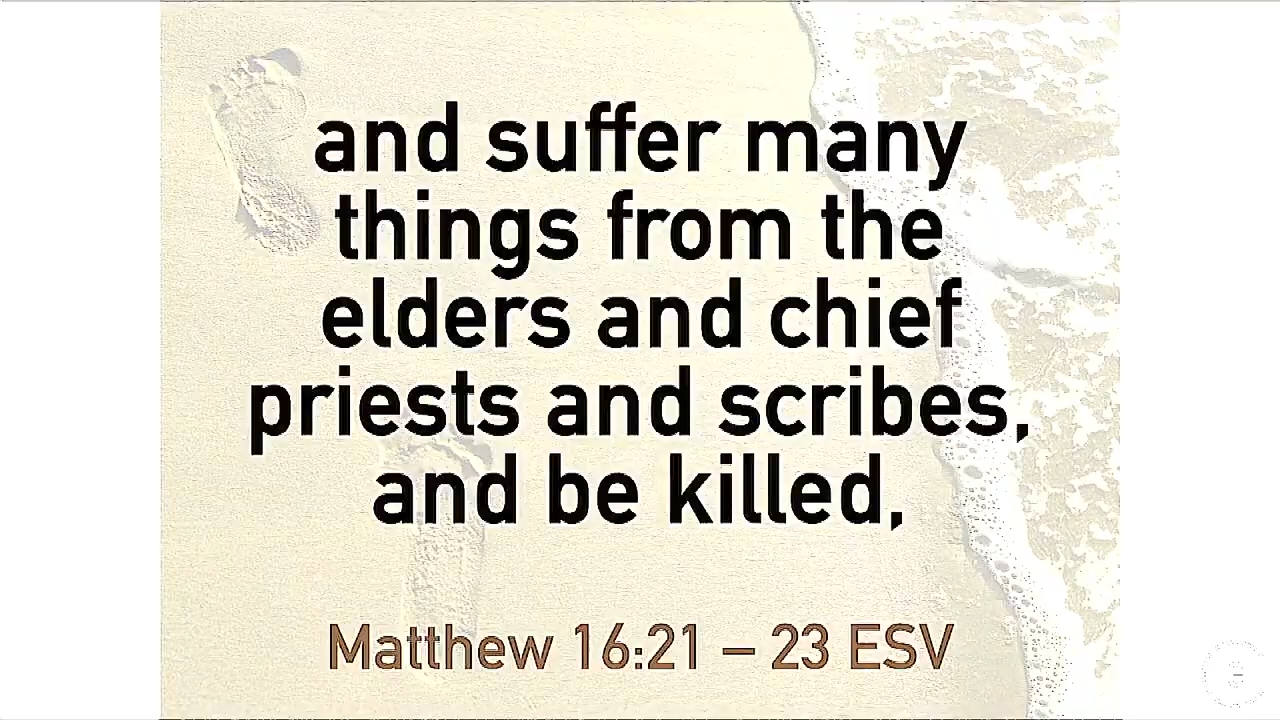 and suffer many
things from the
elders and chief
priests and scribes,
and be killed,
Matthew 16:21 – 23 ESV